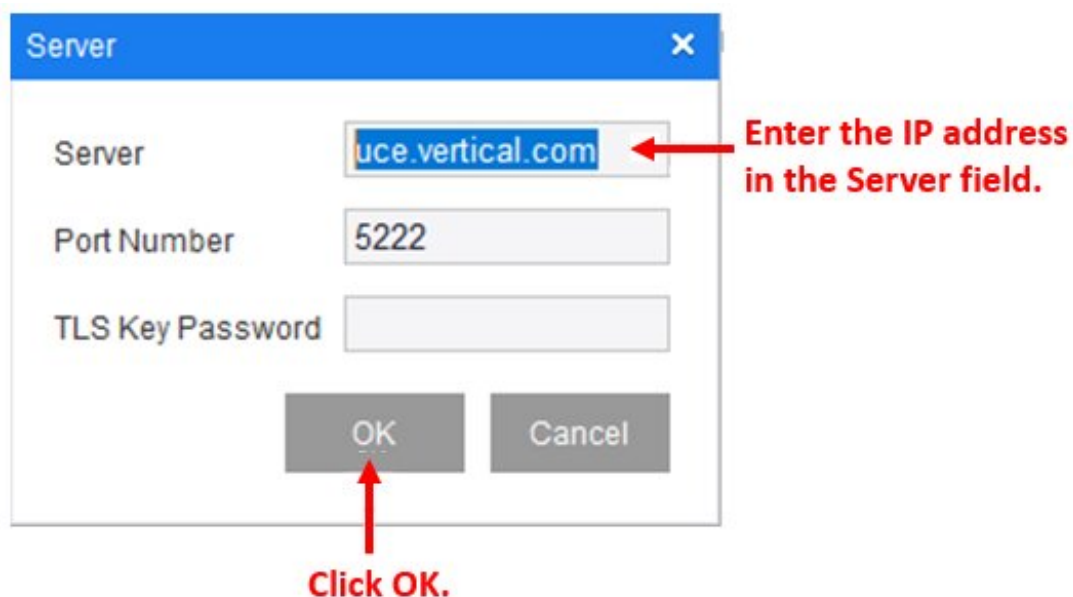 Server
Server
uce.vertical.com
Enter the IP address
in the Server field.
Port Number
5222
TLS Key Password
OK
Cancel
Click OK.